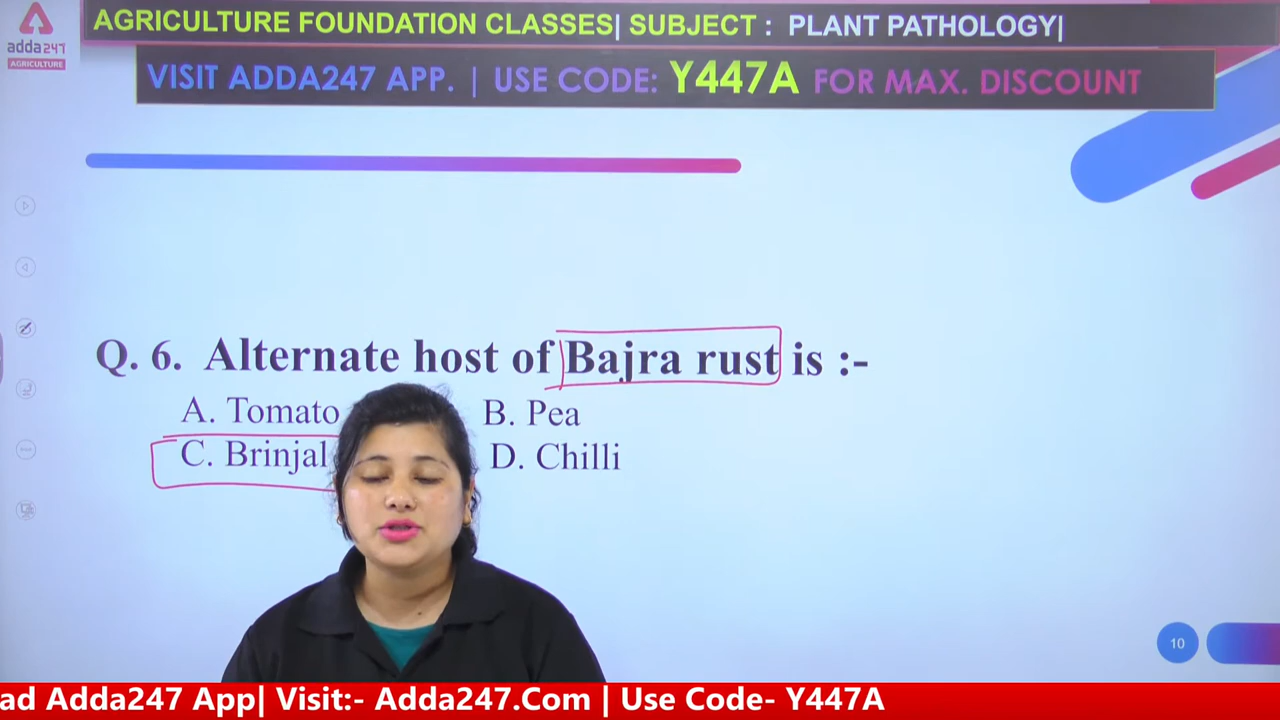 adda247
AGRICULTURE
AGRICULTURE FOUNDATION CLASSES| SUBJECT : PLANT PATHOLOGY|
VISIT ADDA247 APP. | USE CODE: Y447A FOR MAX. DISCOUNT
Q. 6. Alternate host of Bajra rust is :-
A. Tomato B. Pea
C. Brinjal D. Chilli
10
ad Adda247 App| Visit:- Adda247.Com | Use Code- Y447A